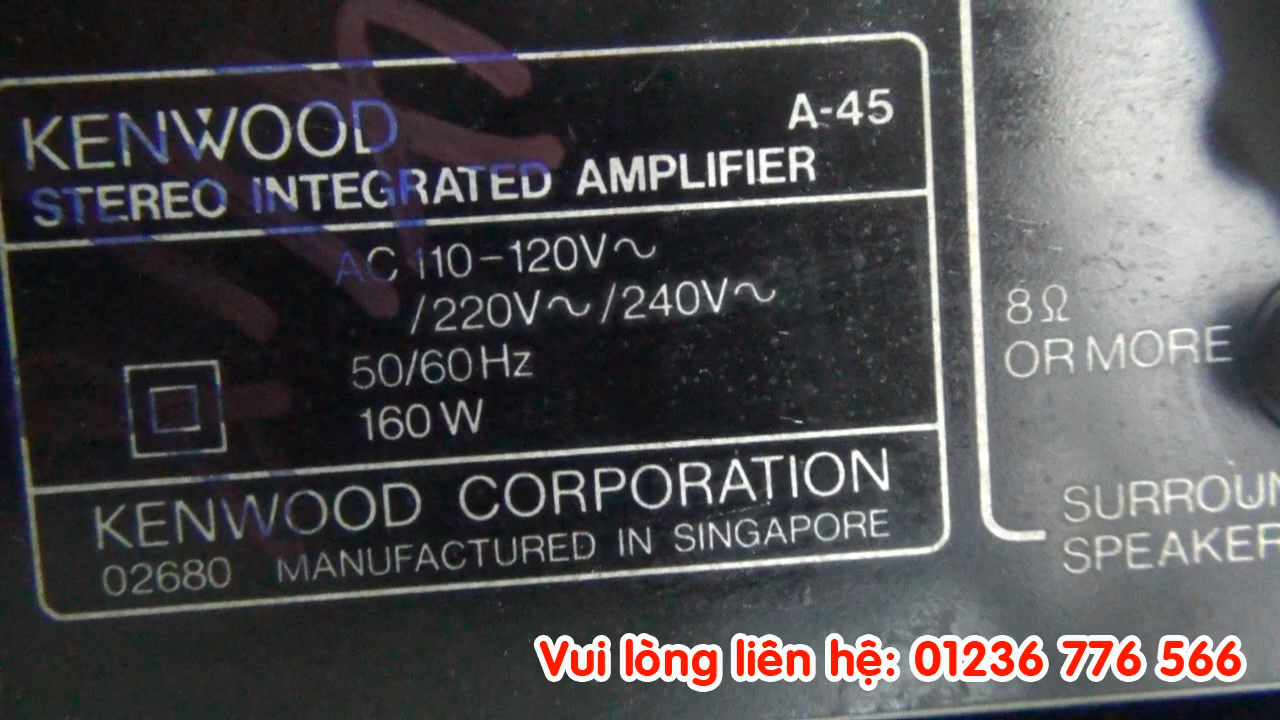 KENWOOD
A-45
STEREO INTEGRATED AMPLIFIER
AC 110-120V~
/220V~/240V~
50/60Hz
160W
KENWOOD CORPORATION
02680 MANUFACTURED IN SINGAPORE
8Ω
OR MORE
SURROUN
SPEAKER
Vui lòng liên hệ: 01236 776 566